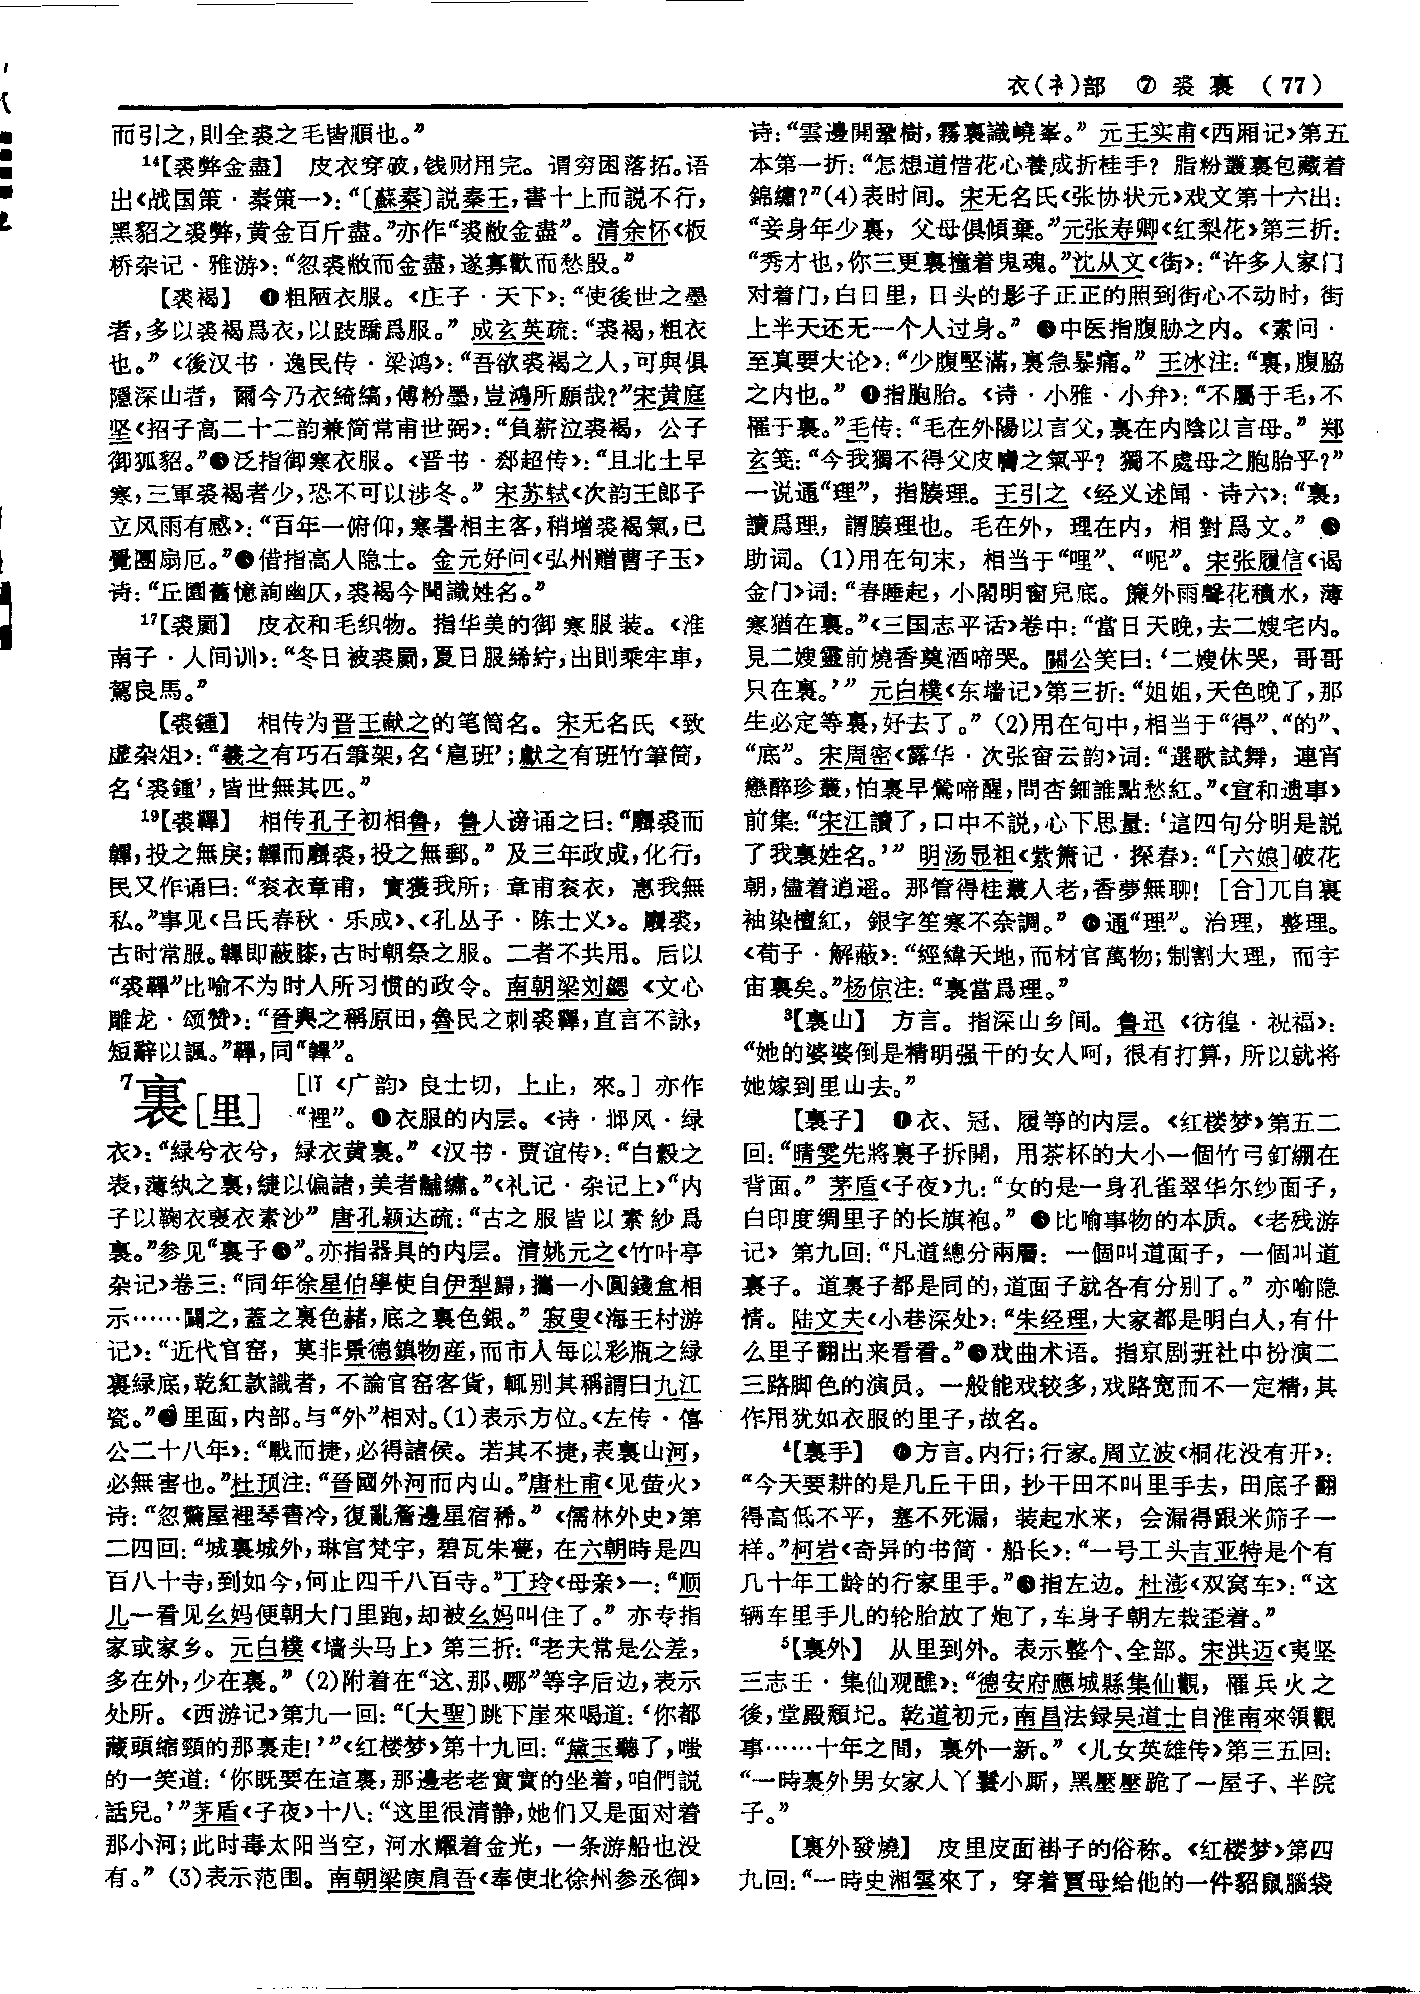 衣(衤)部 ⑦ 裘 裏 (77)
而引之，則全裘之毛皆順也。”
¹⁴【裘弊金盡】 皮衣穿破，钱财用完。谓穷困落拓。语
出《战国策·秦策一》：“〔蘇秦〕説秦王，書十上而説不行，
黑貂之裘弊，黄金百斤盡。”亦作“裘敝金盡”。清余怀《板
桥杂记·雅游》：“忽裘敝而金盡，遂寡歡而愁殷。”
【裘褐】 ❶粗陋衣服。《庄子·天下》：“使後世之墨
者，多以裘褐爲衣，以跂蹻爲服。” 成玄英疏：“裘褐，粗衣
也。”《後汉书·逸民传·梁鸿》：“吾欲裘褐之人，可與俱
隱深山者，爾今乃衣綺縞，傅粉墨，豈鴻所願哉?”宋黄庭
坚《招子高二十二韵兼简常甫世弼》：“負薪泣裘褐，公子
御狐貂。”❷泛指御寒衣服。《晋书·郄超传》：“且北土早
寒，三軍裘褐者少，恐不可以涉冬。” 宋苏轼《次韵王郎子
立风雨有感》：“百年一俯仰，寒暑相主客，稍增裘褐氣，已
覺團扇厄。”❸借指高人隐士。金元好问《弘州赠曹子玉》
诗：“丘園舊憶詢幽仄，裘褐今聞識姓名。”
¹⁷【裘罽】 皮衣和毛织物。指华美的御寒服装。《淮
南子·人间训》：“冬日被裘罽，夏日服絺紵，出則乘牢車，
駕良馬。”
【裘鍾】 相传为晋王献之的笔筒名。宋无名氏《致
虚杂俎》：“羲之有巧石筆架，名‘扈班’；獻之有班竹筆筒，
名‘裘鍾’，皆世無其匹。”
¹⁹【裘鞸】 相传孔子初相鲁，鲁人谤诵之曰：“麛裘而
韠，投之無戾；韠而麛裘，投之無郵。”及三年政成，化行，
民又作诵曰：“衮衣章甫，實獲我所；章甫衮衣，惠我無
私。”事见《吕氏春秋·乐成》、《孔丛子·陈士义》。麛裘，
古时常服。韠即蔽膝，古时朝祭之服。二者不共用。后以
“裘鞸”比喻不为时人所习惯的政令。南朝梁刘勰《文心
雕龙·颂赞》：“晉輿之稱原田，魯民之刺裘鞸，直言不詠，
短辭以諷。”鞸，同“韠”。
⁷裏[里] [lǐ《广韵》良士切，上止，來。]亦作
“裡”。❶衣服的内层。《诗·邶风·绿
衣》：“緑兮衣兮，緑衣黄裏。”《汉书·贾谊传》：“白縠之
表，薄紈之裏，緁以偏諸，美者黼繡。”《礼记·杂记上》“内
子以鞠衣褎衣素沙” 唐孔颖达疏：“古之服皆以素紗爲
裏。”参见“裏子❶”。亦指器具的内层。清姚元之《竹叶亭
杂记》卷三：“同年徐星伯學使自伊犁歸，攜一小圓錢盒相
示……闢之，蓋之裏色赭，底之裏色銀。” 寂叟《海王村游
记》：“近代官窑，莫非景德鎮物産，而市人每以彩瓶之緑
裏緑底，乾紅款識者，不論官窑客貨，輒别其稱謂曰九江
瓷。”❷里面，内部。与“外”相对。(1)表示方位。《左传·僖
公二十八年》：“戰而捷，必得諸侯。若其不捷，表裏山河，
必無害也。”杜预注：“晉國外河而内山。”唐杜甫《见萤火》
诗：“忽驚屋裡琴書冷，復亂簷邊星宿稀。”《儒林外史》第
二四回：“城裏城外，琳宫梵宇，碧瓦朱甍，在六朝時是四
百八十寺，到如今，何止四千八百寺。”丁玲《母亲》一：“顺
儿一看见幺妈便朝大门里跑，却被幺妈叫住了。”亦专指
家或家乡。元白樸《墙头马上》第三折：“老夫常是公差，
多在外，少在裏。”(2)附着在“这、那、哪”等字后边，表示
处所。《西游记》第九一回：“〔大聖〕跳下崖來喝道：‘你都
藏頭縮頸的那裏走!’”《红楼梦》第十九回：“黛玉聽了，嗤
的一笑道：‘你既要在這裏，那邊老老實實的坐着，咱們説
話兒。’”茅盾《子夜》十八：“这里很清静，她们又是面对着
那小河；此时毒太阳当空，河水耀着金光，一条游船也没
有。”(3)表示范围。南朝梁庾肩吾《奉使北徐州参丞御》
诗：“雲邊開鞏樹，霧裏識嶢峯。” 元王实甫《西厢记》第五
本第一折：“怎想道惜花心養成折桂手? 脂粉叢裏包藏着
錦繡?”(4)表时间。宋无名氏《张协状元》戏文第十六出：
“妾身年少裏，父母俱傾棄。”元张寿卿《红梨花》第三折：
“秀才也，你三更裏撞着鬼魂。”沈从文《街》：“许多人家门
对着门，白日里，日头的影子正正的照到街心不动时，街
上半天还无一个人过身。” ❸中医指腹胁之内。《素问·
至真要大论》：“少腹堅滿，裏急暴痛。” 王冰注：“裏，腹脇
之内也。” ❹指胞胎。《诗·小雅·小弁》：“不屬于毛，不
罹于裏。”毛传：“毛在外陽以言父，裏在内陰以言母。” 郑
玄笺：“今我獨不得父皮膚之氣乎? 獨不處母之胞胎乎?”
一说通“理”，指腠理。王引之《经义述闻·诗六》：“裏，
讀爲理，謂腠理也。毛在外，理在内，相對爲文。” ❺
助词。(1)用在句末，相当于“哩”、“呢”。宋张履信《谒
金门》词：“春睡起，小閣明窗兒底。簾外雨聲花積水，薄
寒猶在裏。”《三国志平话》卷中：“當日天晚，去二嫂宅内。
見二嫂靈前燒香奠酒啼哭。關公笑曰：‘二嫂休哭，哥哥
只在裏。’” 元白樸《东墙记》第三折：“姐姐，天色晚了，那
生必定等裏，好去了。”(2)用在句中，相当于“得”、“的”、
“底”。宋周密《露华·次张窗云韵》词：“選歌試舞，連宵
戀醉珍叢，怕裏早鶯啼醒，問杏鈿誰點愁紅。”《宣和遗事》
前集：“宋江讀了，口中不説，心下思量：‘這四句分明是説
了我裏姓名。’” 明汤显祖《紫箫记·探春》：“[六娘]破花
朝，儘着逍遥。那管得桂叢人老，香夢無聊! [合]兀自裏
袖染檀紅，銀字笙寒不奈調。” ❻通“理”。治理，整理。
《荀子·解蔽》：“經緯天地，而材官萬物；制割大理，而宇
宙裏矣。”杨倞注：“裏當爲理。”
³【裏山】 方言。指深山乡间。鲁迅《彷徨·祝福》：
“她的婆婆倒是精明强干的女人呵，很有打算，所以就将
她嫁到里山去。”
【裏子】 ❶衣、冠、履等的内层。《红楼梦》第五二
回：“晴雯先將裏子拆開，用茶杯的大小一個竹弓釘綳在
背面。” 茅盾《子夜》九：“女的是一身孔雀翠华尔纱面子，
白印度绸里子的长旗袍。” ❷比喻事物的本质。《老残游
记》第九回：“凡道總分兩層：一個叫道面子，一個叫道
裏子。道裏子都是同的，道面子就各有分别了。”亦喻隐
情。陆文夫《小巷深处》：“朱经理，大家都是明白人，有什
么里子翻出来看看。”❸戏曲术语。指京剧班社中扮演二
三路脚色的演员。一般能戏较多，戏路宽而不一定精，其
作用犹如衣服的里子，故名。
⁴【裏手】 ❶方言。内行；行家。周立波《桐花没有开》：
“今天要耕的是几丘干田，抄干田不叫里手去，田底子翻
得高低不平，塞不死漏，装起水来，会漏得跟米筛子一
样。”柯岩《奇异的书简·船长》：“一号工头吉亚特是个有
几十年工龄的行家里手。”❷指左边。杜澎《双窝车》：“这
辆车里手儿的轮胎放了炮了，车身子朝左栽歪着。”
⁵【裏外】 从里到外。表示整个、全部。宋洪迈《夷坚
三志壬·集仙观醮》：“德安府應城縣集仙觀，罹兵火之
後，堂殿頹圮。乾道初元，南昌法録吴道士自淮南來領觀
事……十年之間，裏外一新。”《儿女英雄传》第三五回：
“一時裏外男女家人丫鬟小厮，黑壓壓跪了一屋子、半院
子。”
【裏外發燒】 皮里皮面褂子的俗称。《红楼梦》第四
九回：“一時史湘雲來了，穿着賈母给他的一件貂鼠腦袋